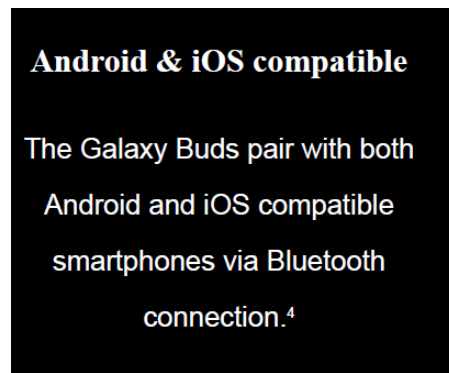 Android & iOS compatible
The Galaxy Buds pair with both
Android and iOS compatible
smartphones via Bluetooth
connection.⁴